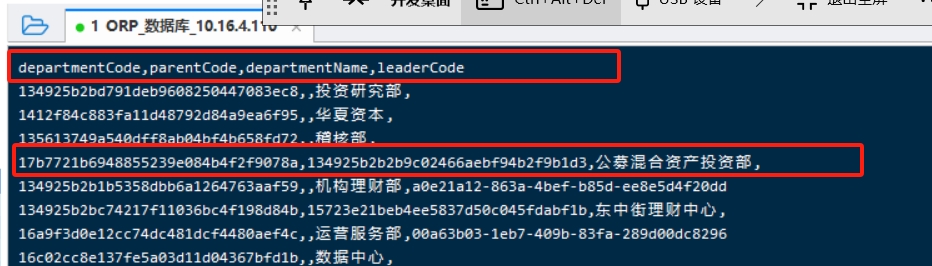 开发桌面
Ctrl+Alt+Del
USB 设备
退出全屏
1 ORP_数据库_10.16.4.110
departmentCode,parentCode,departmentName,leaderCode
134925b2bd791deb9608250447083ec8,,投资研究部,
1412f84c883fa11d48792d84a9ea6f95,,华夏资本,
135613749a540dff8ab04bf4b658fd72,,稽核部,
17b7721b6948855239e084b4f2f9078a,134925b2b2b9c02466aebf94b2f9b1d3,公募混合资产投资部,
134925b2b1b5358dbb6a1264763aaf59,,机构理财部,a0e21a12-863a-4bef-b85d-ee8e5d4f20dd
134925b2bc74217f11036bc4f198d84b,15723e21beb4ee5837d50c045fdabf1b,东中街理财中心,
16a9f3d0e12cc74dc481dcf4480aef4c,,运营服务部,00a63b03-1eb7-409b-83fa-289d00dc8296
16c02cc8e137fe5a03d11d04367bfd1b,,数据中心,